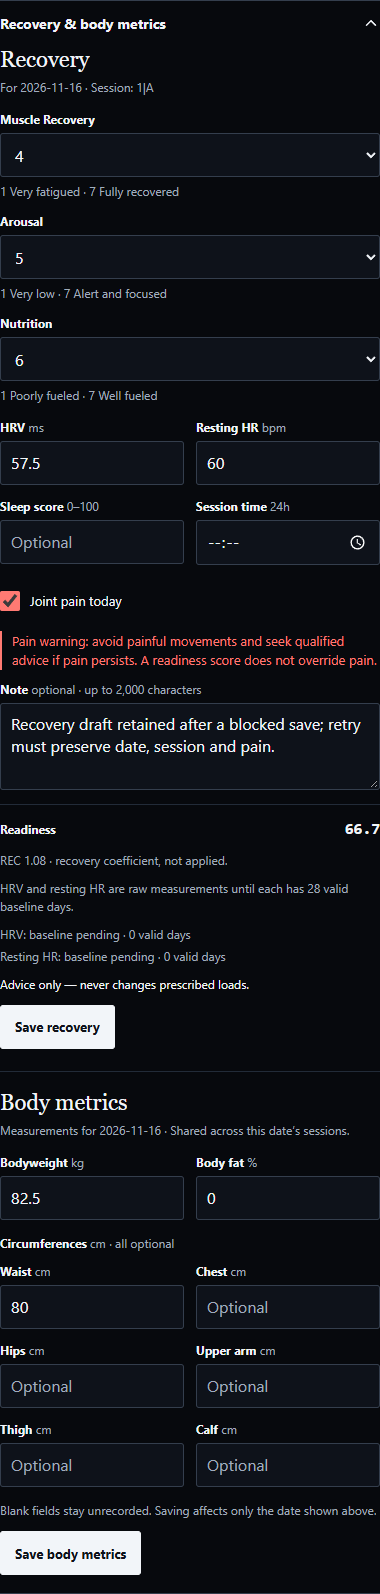 Recovery & body metrics
Recovery
For 2026-11-16 · Session: 1|A
Muscle Recovery
4
1 Very fatigued · 7 Fully recovered
Arousal
5
1 Very low · 7 Alert and focused
Nutrition
6
1 Poorly fueled · 7 Well fueled
HRV ms
Resting HR bpm
57.5
60
Sleep score 0–100
Session time 24h
Optional
--:--
Joint pain today
Pain warning: avoid painful movements and seek qualified
advice if pain persists. A readiness score does not override pain.
Note optional · up to 2,000 characters
Recovery draft retained after a blocked save; retry
must preserve date, session and pain.
Readiness
66.7
REC 1.08 · recovery coefficient, not applied.
HRV and resting HR are raw measurements until each has 28 valid
baseline days.
HRV: baseline pending · 0 valid days
Resting HR: baseline pending · 0 valid days
Advice only — never changes prescribed loads.
Save recovery
Body metrics
Measurements for 2026-11-16 · Shared across this date's sessions.
Bodyweight kg
Body fat %
82.5
0
Circumferences cm · all optional
Waist cm
Chest cm
80
Optional
Hips cm
Upper arm cm
Optional
Optional
Thigh cm
Calf cm
Optional
Optional
Blank fields stay unrecorded. Saving affects only the date shown above.
Save body metrics